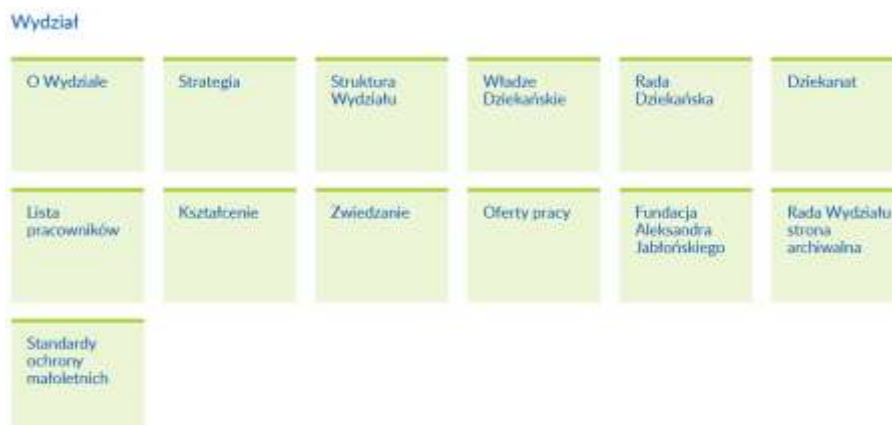 Wydział
O Wydziale
Strategia
Struktura
Wydziału
Władze
Dziekańskie
Rada
Dziekańska
Dziekanat
Lista
pracowników
Kształcenie
Zwiedzanie
Oferty pracy
Fundacja
Aleksandra
Jabłońskiego
Rada Wydziału
strona
archiwalna
Standardy
ochrony
małoletnich